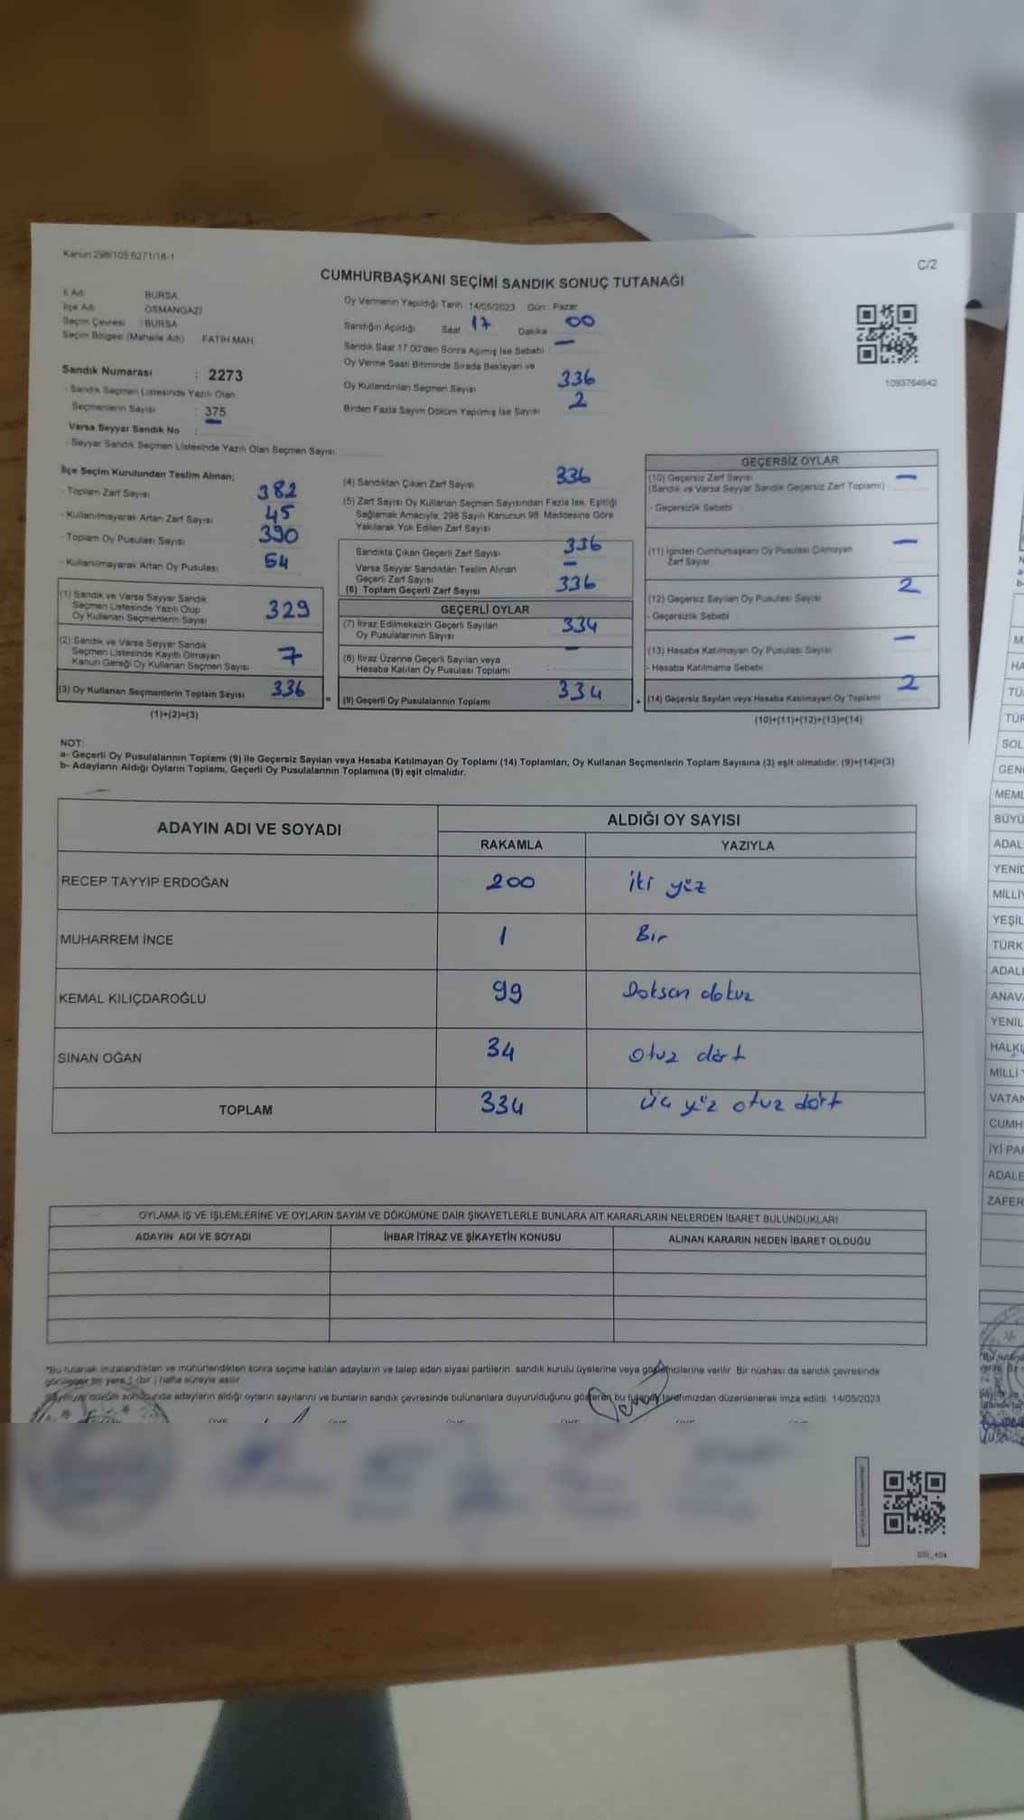 Kanun 298/105 6271/18-1
C/2
CUMHURBAŞKANI SEÇİMİ SANDIK SONUÇ TUTANAĞI
İl Adı : BURSA
İlçe Adı : OSMANGAZİ
Seçim Çevresi : BURSA
Seçim Bölgesi (Mahalle Adı) FATİH MAH.
Sandık Numarası : 2273
- Sandık Seçmen Listesinde Yazılı Olan
Seçmenlerin Sayısı : 375
Varsa Seyyar Sandık No :
- Seyyar Sandık Seçmen Listesinde Yazılı Olan Seçmen Sayısı:
Oy Vermenin Yapıldığı Tarih :14/05/2023 Gün : Pazar
Sandığın Açıldığı Saat 17 Dakika 00
Sandık Saat 17.00'den Sonra Açılmış İse Sebebi : —
Oy Verme Saati Bitiminde Sırada Bekleyen ve
Oy Kullandırılan Seçmen Sayısı 336
Birden Fazla Sayım Döküm Yapılmış İse Sayısı 2
1093764642
İlçe Seçim Kurulundan Teslim Alınan;
- Toplam Zarf Sayısı 382
- Kullanılmayarak Artan Zarf Sayısı 45
- Toplam Oy Pusulası Sayısı 390
- Kullanılmayarak Artan Oy Pusulası 54
(1) Sandık ve Varsa Seyyar Sandık
Seçmen Listesinde Yazılı Olup
Oy Kullanan Seçmenlerin Sayısı 329
(2) Sandık ve Varsa Seyyar Sandık
Seçmen Listesinde Kayıtlı Olmayan
Kanun Gereği Oy Kullanan Seçmen Sayısı 7
(3) Oy Kullanan Seçmenlerin Toplam Sayısı 336
(1)+(2)=(3)
(4) Sandıktan Çıkan Zarf Sayısı 336
(5) Zarf Sayısı Oy Kullanan Seçmen Sayısından Fazla İse, Eşitliği
Sağlamak Amacıyla, 298 Sayılı Kanunun 98. Maddesine Göre
Yakılarak Yok Edilen Zarf Sayısı
Sandıkta Çıkan Geçerli Zarf Sayısı 336
Varsa Seyyar Sandıktan Teslim Alınan
Geçerli Zarf Sayısı —
(6) Toplam Geçerli Zarf Sayısı 336
GEÇERLİ OYLAR
(7) İtiraz Edilmeksizin Geçerli Sayılan
Oy Pusulalarının Sayısı 334
(8) İtiraz Üzerine Geçerli Sayılan veya
Hesaba Katılan Oy Pusulası Toplamı —
(9) Geçerli Oy Pusulalarının Toplamı 334
GEÇERSİZ OYLAR
(10) Geçersiz Zarf Sayısı —
(Sandık ve Varsa Seyyar Sandık Geçersiz Zarf Toplamı)
- Geçersizlik Sebebi
(11) İçinden Cumhurbaşkanı Oy Pusulası Çıkmayan —
Zarf Sayısı
(12) Geçersiz Sayılan Oy Pusulası Sayısı 2
- Geçersizlik Sebebi
(13) Hesaba Katılmayan Oy Pusulası Sayısı —
- Hesaba Katılmama Sebebi
(14) Geçersiz Sayılan veya Hesaba Katılmayan Oy Toplamı 2
(10)+(11)+(12)+(13)=(14)
NOT:
a- Geçerli Oy Pusulalarının Toplamı (9) ile Geçersiz Sayılan veya Hesaba Katılmayan Oy Toplamı (14) Toplamları, Oy Kullanan Seçmenlerin Toplam Sayısına (3) eşit olmalıdır. (9)+(14)=(3)
b- Adayların Aldığı Oyların Toplamı, Geçerli Oy Pusulalarının Toplamına (9) eşit olmalıdır.
ADAYIN ADI VE SOYADI
ALDIĞI OY SAYISI
RAKAMLA YAZIYLA
RECEP TAYYİP ERDOĞAN 200 iki yüz
MUHARREM İNCE 1 Bir
KEMAL KILIÇDAROĞLU 99 Doksan dokuz
SİNAN OĞAN 34 otuz dört
TOPLAM 334 üç yüz otuz dört
OYLAMA İŞ VE İŞLEMLERİNE VE OYLARIN SAYIM VE DÖKÜMÜNE DAİR ŞİKAYETLERLE BUNLARA AİT KARARLARIN NELERDEN İBARET BULUNDUKLARI
ADAYIN ADI VE SOYADI İHBAR İTİRAZ VE ŞİKAYETİN KONUSU ALINAN KARARIN NEDEN İBARET OLDUĞU
*Bu tutanak imzalandıktan ve mühürlendikten sonra seçime katılan adayların ve talep eden siyasi partilerin sandık kurulu üyelerine veya gözlemcilerine verilir. Bir nüshası da sandık çevresinde
görülecek bir yere 1 (bir ) hafta süreyle asılır.
sonucunda adayların aldığı oyların sayılarını ve bunların sandık çevresinde bulunanlara duyurulduğunu gösteren bu tutanak tarafımızdan düzenlenerek imza edildi. 14/05/2023
TÜ
TÜR
SOL
GEN
MEML
BÜYÜ
ADAL
YENİD
MİLLİ
YEŞİL
TÜRK
ADAL
ANAV
YENİL
HALKI
MİLLİ
VATAN
CUMH
İYİ PA
ADALE
ZAFER